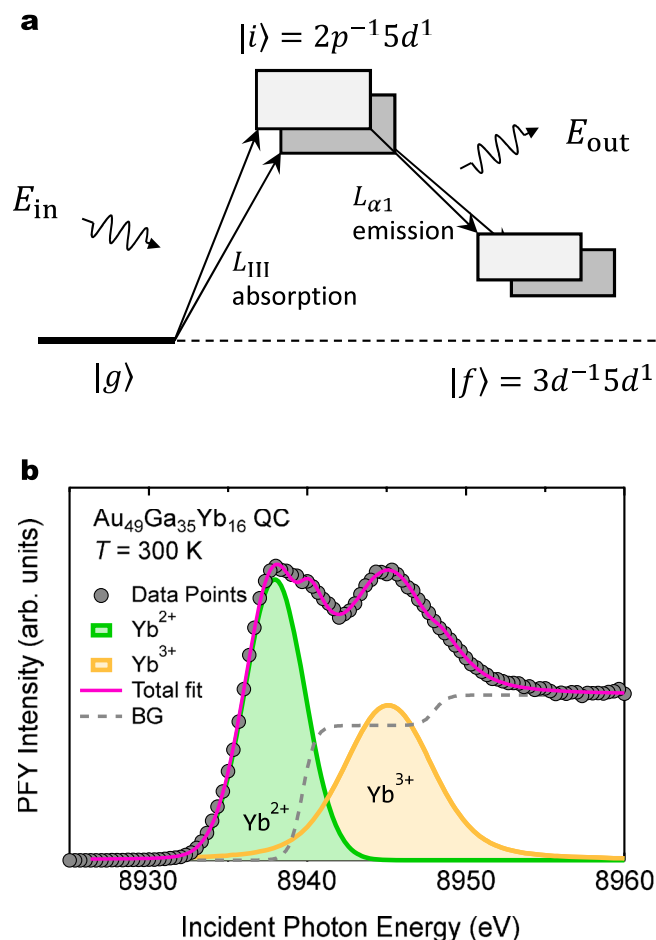 a
|i⟩ = 2p⁻¹5d¹
E_out
E_in
L_α1
emission
L_III
absorption
|g⟩
|f⟩ = 3d⁻¹5d¹
b
Au₄₉Ga₃₅Yb₁₆ QC
T = 300 K
Data Points
Yb²⁺
Yb³⁺
Total fit
BG
Yb²⁺
Yb³⁺
PFY Intensity (arb. units)
8930 8940 8950 8960
Incident Photon Energy (eV)